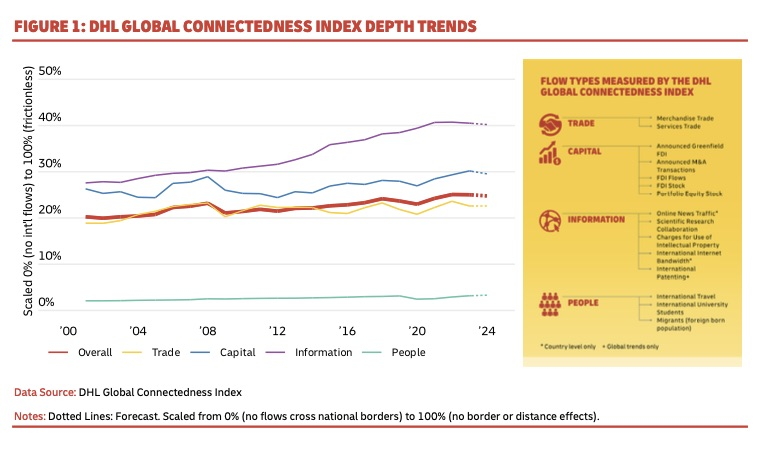 FIGURE 1: DHL GLOBAL CONNECTEDNESS INDEX DEPTH TRENDS
Scaled 0% (no int'l flows) to 100% (frictionless)
50%
40%
30%
20%
10%
0%
'00
'04
'08
'12
'16
'20
'24
Overall
Trade
Capital
Information
People
FLOW TYPES MEASURED BY THE DHL
GLOBAL CONNECTEDNESS INDEX
TRADE
Merchandise Trade
Services Trade
CAPITAL
Announced Greenfield
FDI
Announced M&A
Transactions
FDI Flows
FDI Stock
Portfolio Equity Stock
INFORMATION
Online News Traffic*
Scientific Research
Collaboration
Charges for Use of
Intellectual Property
International Internet
Bandwidth*
International
Patenting+
PEOPLE
International Travel
International University
Students
Migrants (foreign born
population)
* Country level only + Global trends only
Data Source: DHL Global Connectedness Index
Notes: Dotted Lines: Forecast. Scaled from 0% (no flows cross national borders) to 100% (no border or distance effects).